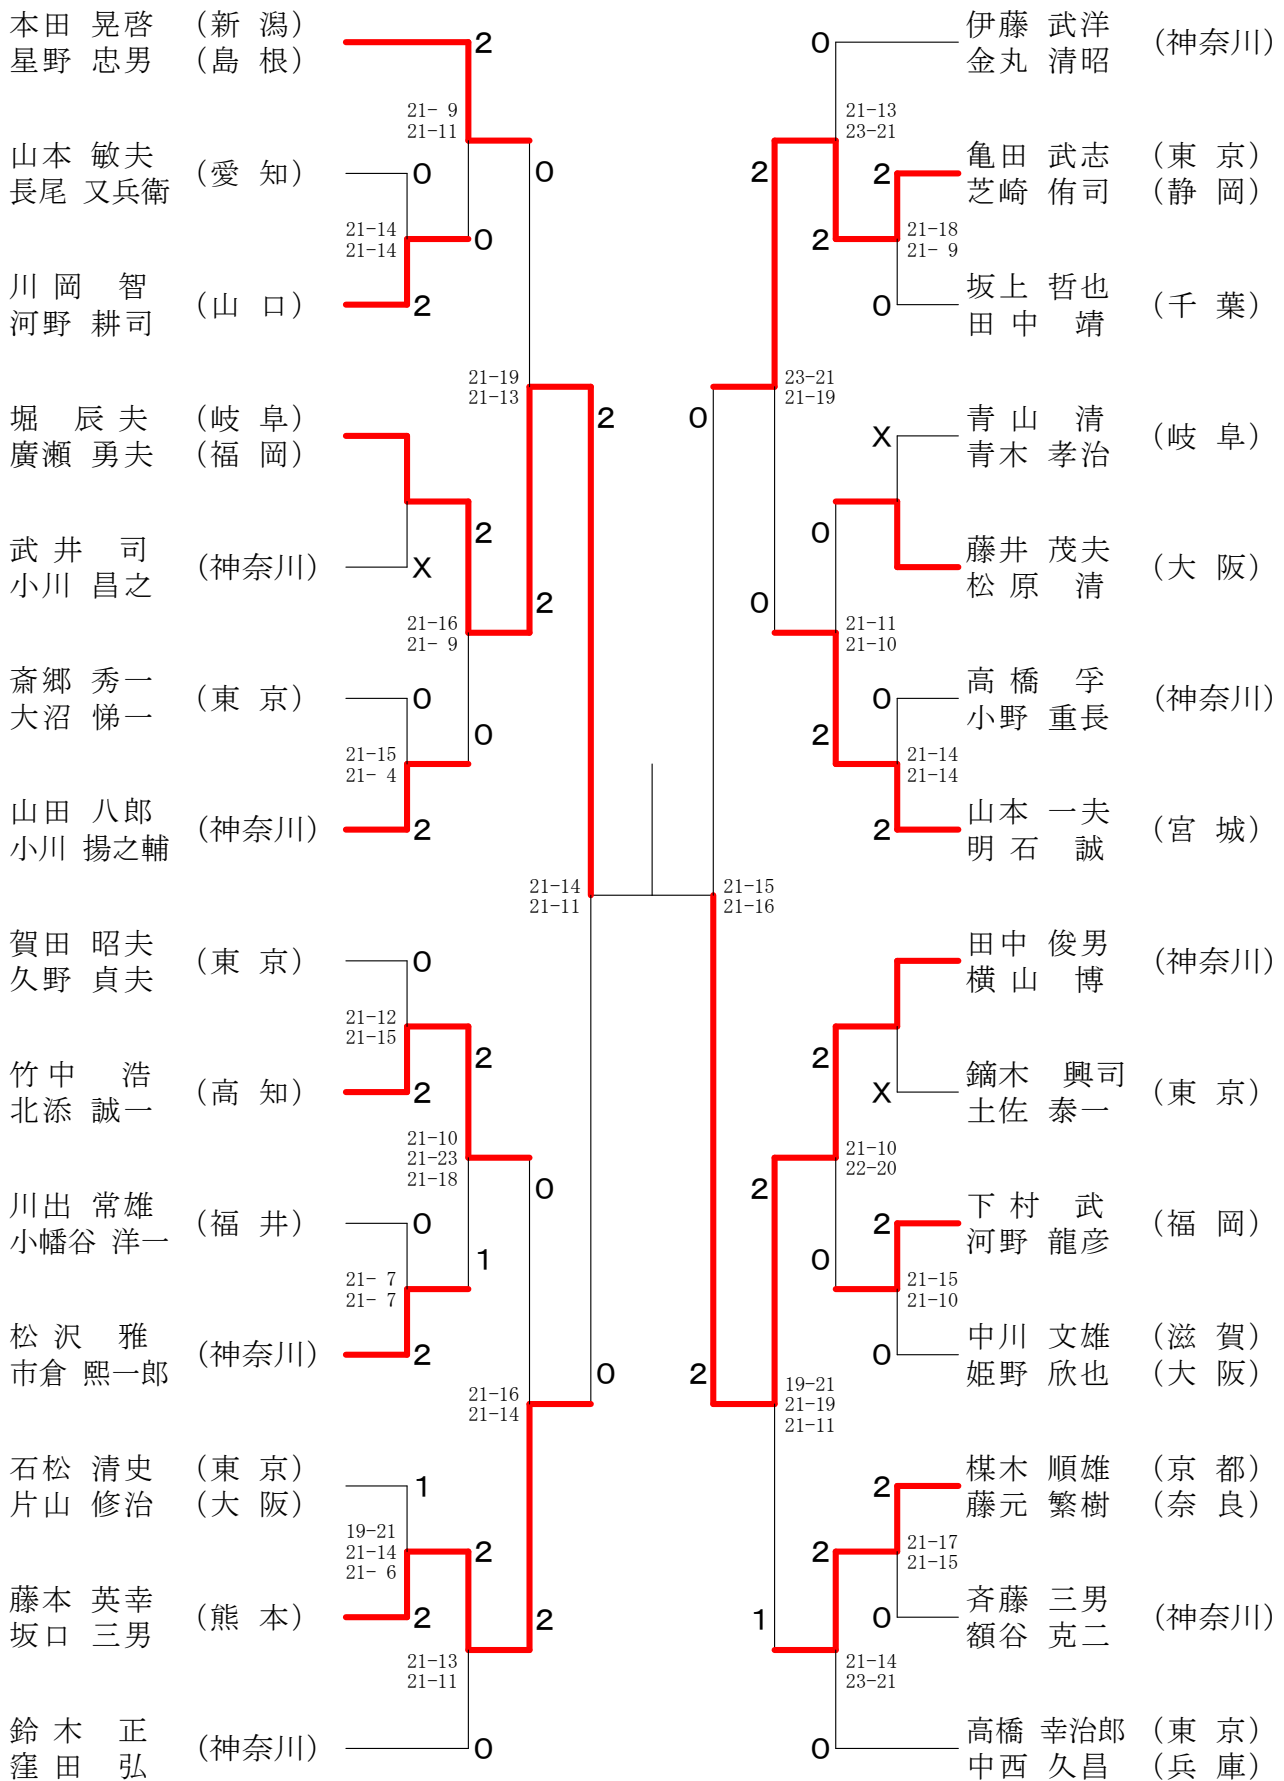 本田 晃啓 （新 潟）
星野 忠男 （島 根）
2
21- 9
21-11
0
山本 敏夫
長尾 又兵衛
（愛 知）
0
21-14
21-14
0
川 岡 智
河野 耕司
（山 口）
2
21-19
21-13
2
堀 辰 夫 （岐 阜）
廣瀬 勇夫 （福 岡）
2
武 井 司
小川 昌之
（神奈川）
X
21-16
21- 9
2
斎郷 秀一
大沼 悌一
（東 京）
0
21-15
21- 4
0
山田 八郎
小川 揚之輔
（神奈川）
2
21-14
21-11
賀田 昭夫
久野 貞夫
（東 京）
0
21-12
21-15
2
竹 中 浩
北添 誠一
（高 知）
2
21-10
21-23
21-18
0
川出 常雄
小幡谷 洋一
（福 井）
0
21- 7
21- 7
1
松 沢 雅
市倉 熙一郎
（神奈川）
2
21-16
21-14
0
石松 清史 （東 京）
片山 修治 （大 阪）
1
19-21
21-14
21- 6
2
藤本 英幸
坂口 三男
（熊 本）
2
21-13
21-11
2
鈴 木 正
窪 田 弘
（神奈川）
0
0
伊藤 武洋
金丸 清昭
（神奈川）
21-13
23-21
2
2
亀田 武志 （東 京）
芝崎 侑司 （静 岡）
2
21-18
21- 9
0
坂上 哲也
田 中 靖
（千 葉）
0
23-21
21-19
X
青 山 清
青木 孝治
（岐 阜）
0
藤井 茂夫
松 原 清
（大 阪）
0
21-11
21-10
0
高 橋 孚
小野 重長
（神奈川）
2
21-14
21-14
2
山本 一夫
明 石 誠
（宮 城）
21-15
21-16
田中 俊男
横 山 博
（神奈川）
2
X
鏑木 興司
土佐 泰一
（東 京）
21-10
22-20
2
2
下 村 武
河野 龍彦
（福 岡）
0
21-15
21-10
0
中川 文雄 （滋 賀）
姫野 欣也 （大 阪）
2
19-21
21-19
21-11
2
楳木 順雄 （京 都）
藤元 繁樹 （奈 良）
2
21-17
21-15
1
0
斉藤 三男
額谷 克二
（神奈川）
21-14
23-21
0
高橋 幸治郎 （東 京）
中西 久昌 （兵 庫）